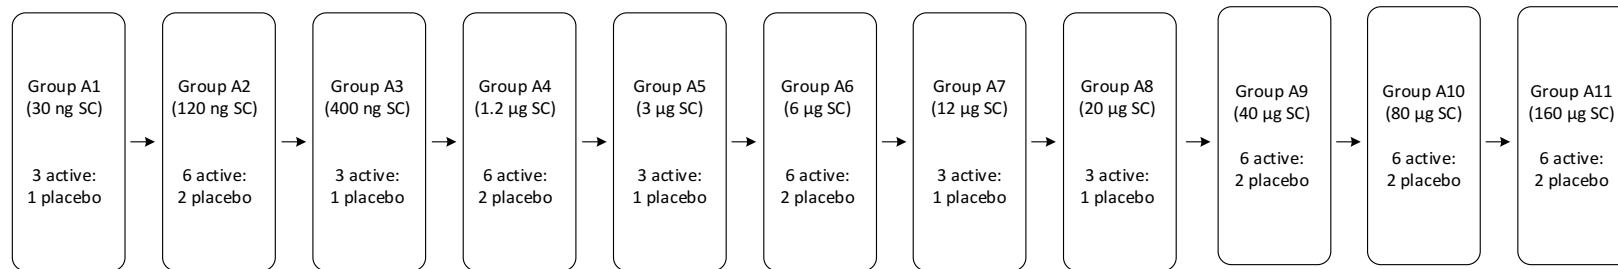 Group A1
(30 ng SC)
3 active:
1 placebo
Group A2
(120 ng SC)
6 active:
2 placebo
Group A3
(400 ng SC)
3 active:
1 placebo
Group A4
(1.2 µg SC)
6 active:
2 placebo
Group A5
(3 µg SC)
3 active:
1 placebo
Group A6
(6 µg SC)
6 active:
2 placebo
Group A7
(12 µg SC)
3 active:
1 placebo
Group A8
(20 µg SC)
3 active:
1 placebo
Group A9
(40 µg SC)
6 active:
2 placebo
Group A10
(80 µg SC)
6 active:
2 placebo
Group A11
(160 µg SC)
6 active:
2 placebo